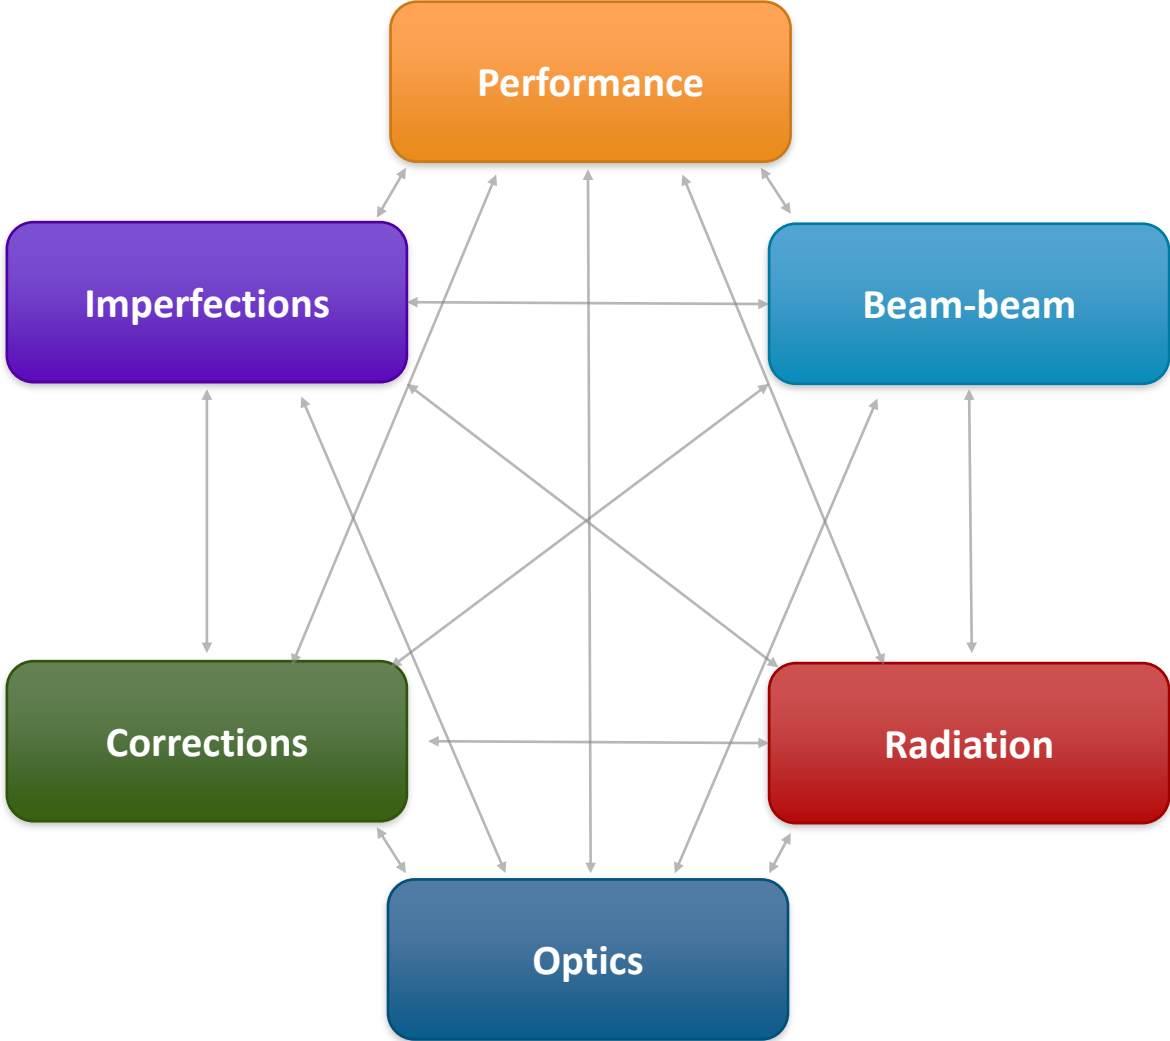 Performance
Imperfections
Beam-beam
Corrections
Radiation
Optics